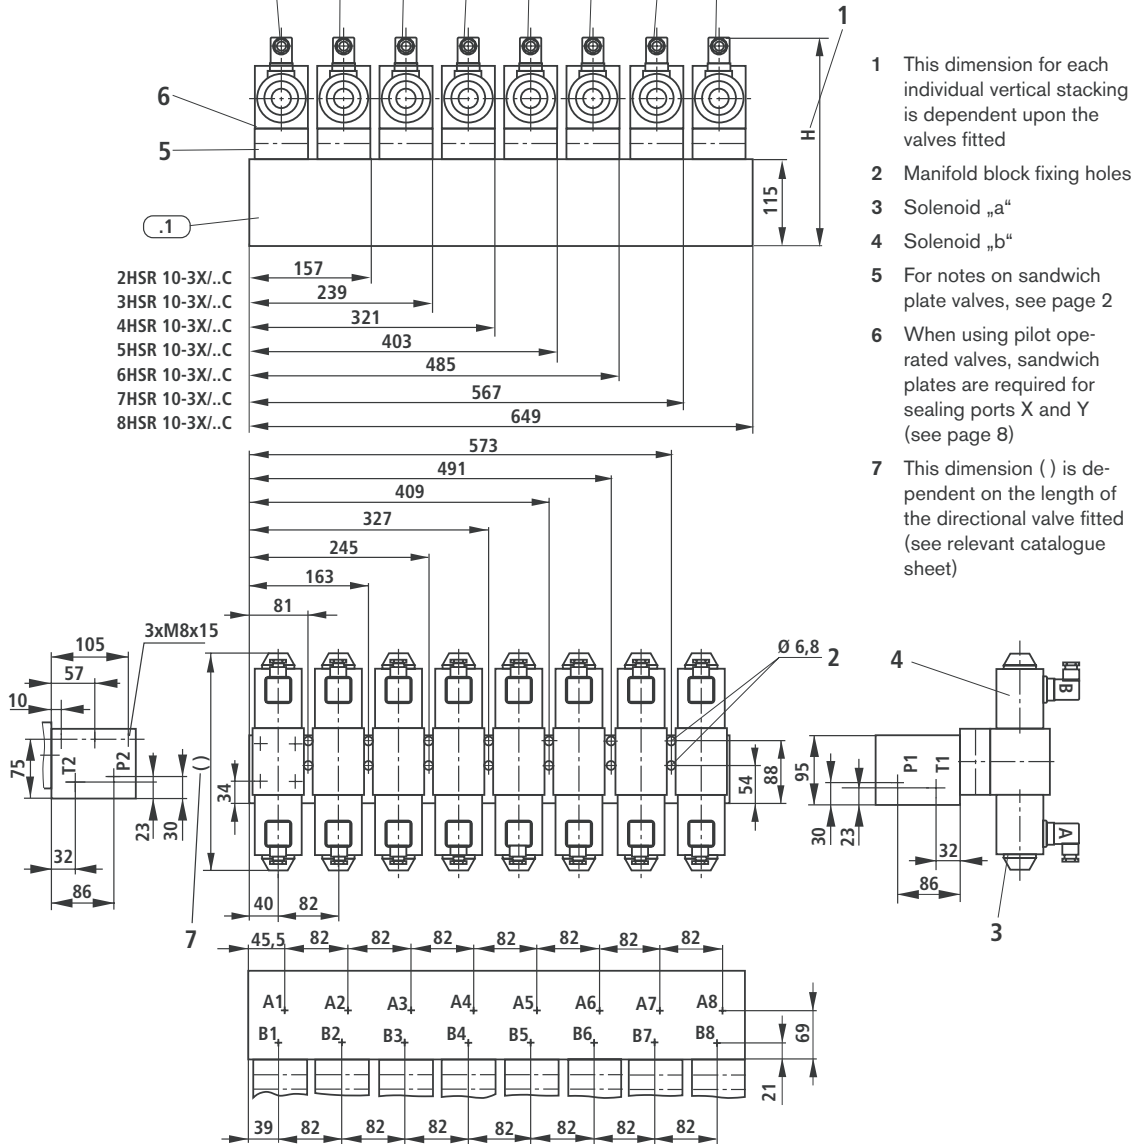 1
1 This dimension for each
individual vertical stacking
is dependent upon the
valves fitted
2 Manifold block fixing holes
3 Solenoid „a“
4 Solenoid „b“
5 For notes on sandwich
plate valves, see page 2
6 When using pilot ope-
rated valves, sandwich
plates are required for
sealing ports X and Y
(see page 8)
7 This dimension ( ) is de-
pendent on the length of
the directional valve fitted
(see relevant catalogue
sheet)
6
5
H
115
.1
2HSR 10-3X/..C 157
3HSR 10-3X/..C 239
4HSR 10-3X/..C 321
5HSR 10-3X/..C 403
6HSR 10-3X/..C 485
7HSR 10-3X/..C 567
8HSR 10-3X/..C 649
573
491
409
327
245
163
81
3xM8x15
105
57
10
75
T2
P2
23
30
32
86
( )
34
7
40 82
Ø 6,8 2
88
54
4
B
95
P1
T1
30
23
32
86
A
3
45,5 82 82 82 82 82 82 82
A1 A2 A3 A4 A5 A6 A7 A8
B1 B2 B3 B4 B5 B6 B7 B8
69
21
39 82 82 82 82 82 82 82